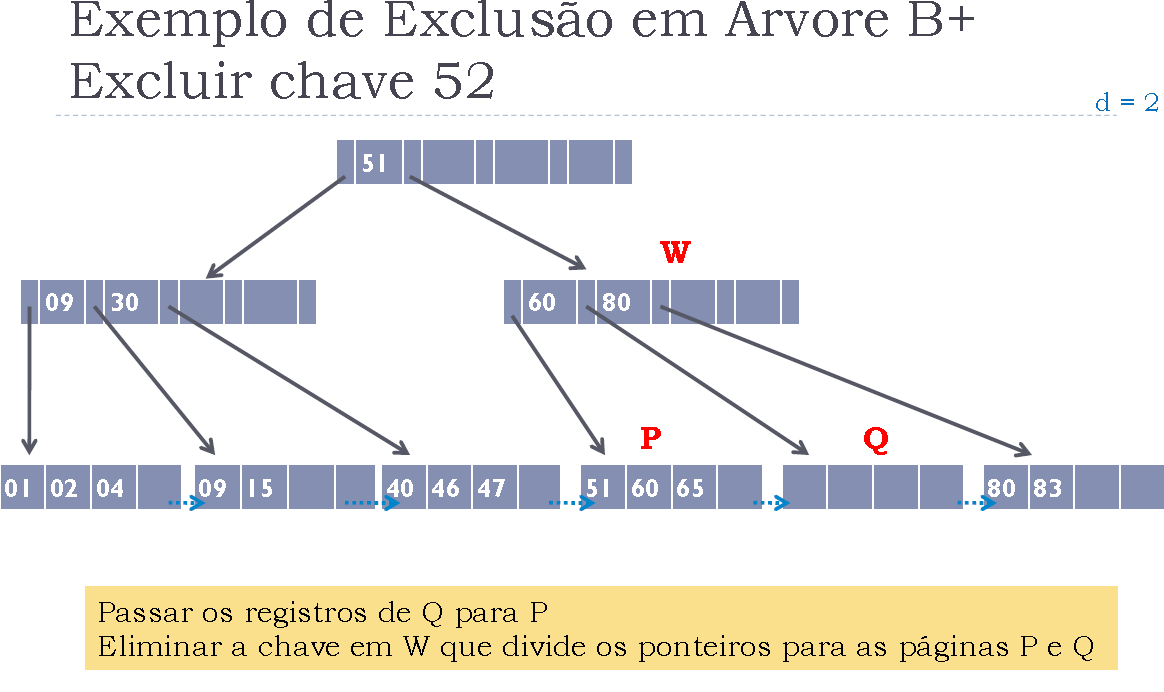 Exemplo de Exclusão em Arvore B+
Excluir chave 52
d = 2
51
W
09 30
60 80
P Q
01 02 04 09 15 40 46 47 51 60 65 80 83
Passar os registros de Q para P
Eliminar a chave em W que divide os ponteiros para as páginas P e Q